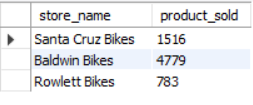 store_name product_sold
Santa Cruz Bikes 1516
Baldwin Bikes 4779
Rowlett Bikes 783